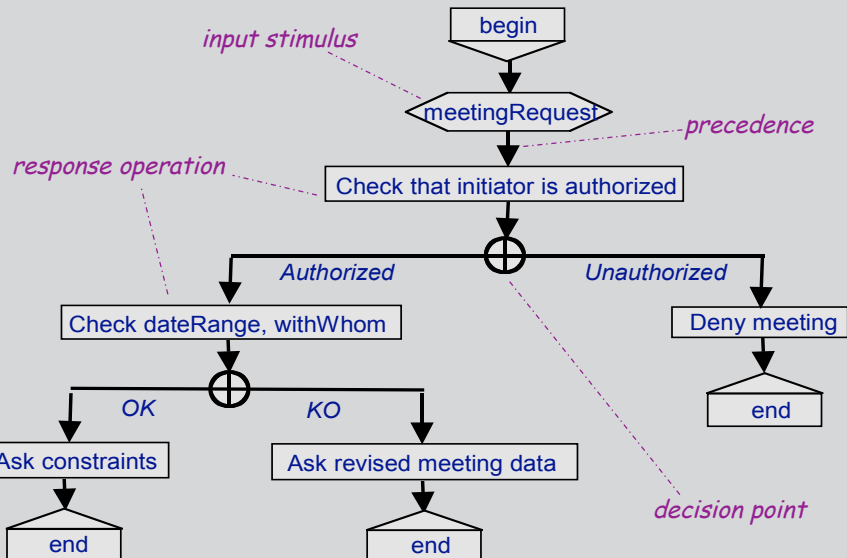 begin
input stimulus
meetingRequest
precedence
response operation
Check that initiator is authorized
Authorized
Unauthorized
Check dateRange, withWhom
Deny meeting
OK
KO
end
Ask constraints
Ask revised meeting data
decision point
end
end